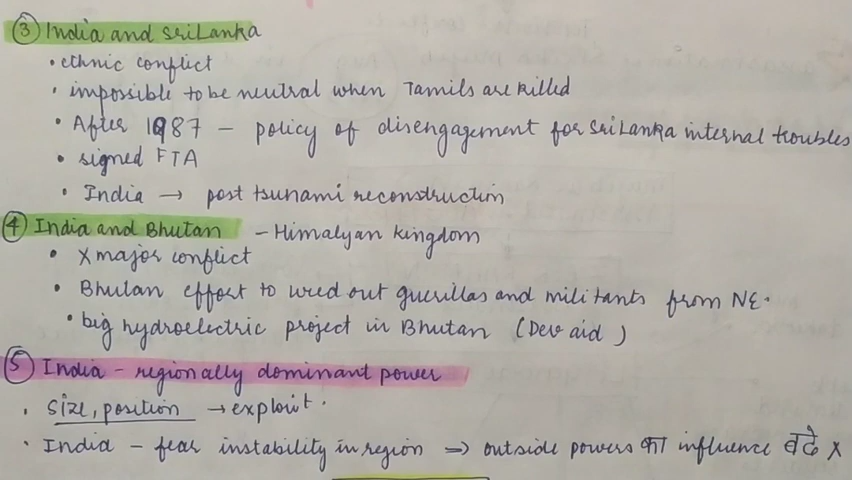 ③ India and SriLanka
• ethnic conflict
• impossible to be neutral when Tamils are killed
• After 1987 – policy of disengagement for SriLanka internal troubles
• signed FTA
• India → post tsunami reconstruction
④ India and Bhutan – Himalyan kingdom
• X major conflict
• Bhutan effort to weed out guerillas and militants from NE.
• big hydroelectric project in Bhutan (Dev aid)
⑤ India – regionally dominant power
• Size, position → exploit.
• India – fear instability in region ⇒ outside powers का influence बढे X